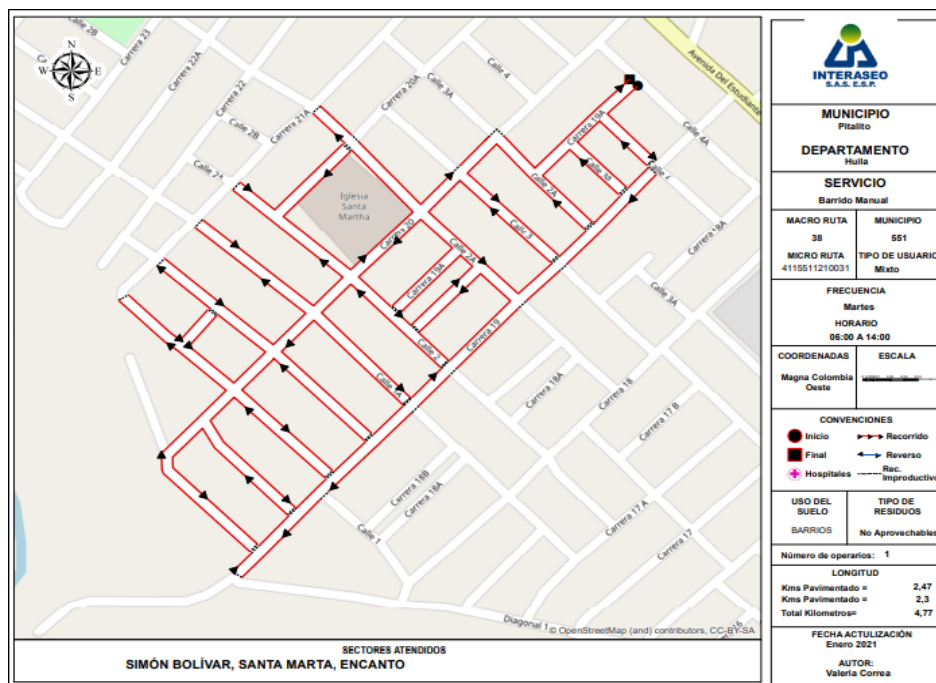 Calle 2B
Carrera 23
Carrera 22A
Carrera 22
Calle 2B
Calle 2A
Carrera 21A
Carrera 20A
Calle 3A
Calle 4
Avenida Del Estudiante
Calle 4A
Carrera 19A
Calle 3B
Calle 2A
Calle 3
Carrera 18A
Calle 3A
Iglesia
Santa
Martha
Carrera 20
Calle 2A
Carrera 19A
Carrera 19
Calle 2
Carrera 18A
Carrera 18
Carrera 17 B
Carrera 18B
Carrera 18A
Calle 1
Carrera 17 A
Carrera 17
Diagonal 1
N
W
E
S
© OpenStreetMap (and) contributors, CC-BY-SA
SECTORES ATENDIDOS
SIMÓN BOLÍVAR, SANTA MARTA, ENCANTO
INTERASEO
S.A.S. E.S.P.
MUNICIPIO
Pitalito
DEPARTAMENTO
Huila
SERVICIO
Barrido Manual
MACRO RUTA MUNICIPIO
38 551
MICRO RUTA TIPO DE USUARIO
4115511210031 Mixto
FRECUENCIA
Martes
HORARIO
06:00 A 14:00
COORDENADAS ESCALA
Magna Colombia
Oeste
CONVENCIONES
Inicio Recorrido
Final Reverso
Hospitales Rec.
Improductivo
USO DEL TIPO DE
SUELO RESIDUOS
BARRIOS No Aprovechables
Número de operarios: 1
LONGITUD
Kms Pavimentado = 2,47
Kms Pavimentado = 2,3
Total Kilometros= 4,77
FECHA ACTULIZACIÓN
Enero 2021
AUTOR:
Valeria Correa